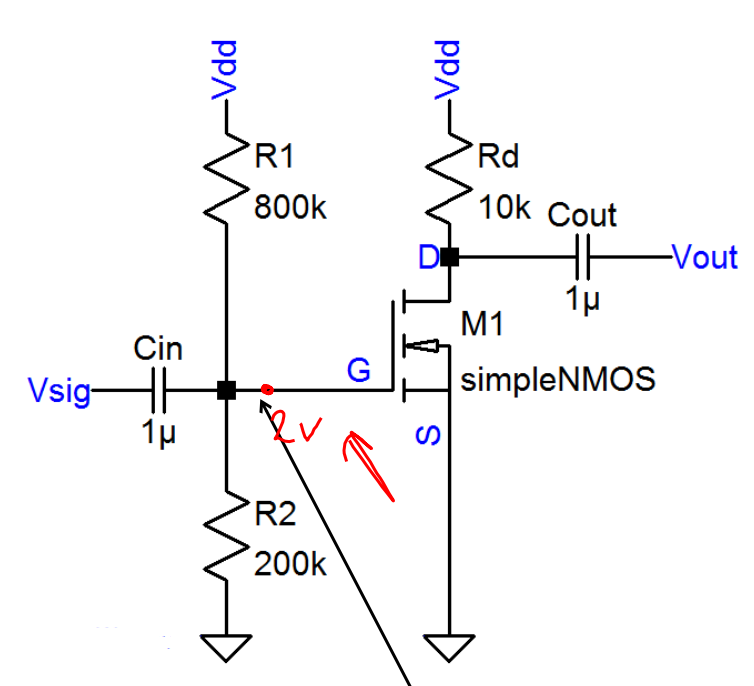 Vdd
Vdd
R1
800k
Rd
10k
Cout
D
Vout
1µ
M1
Cin
G
simpleNMOS
Vsig
1µ
2v
S
R2
200k